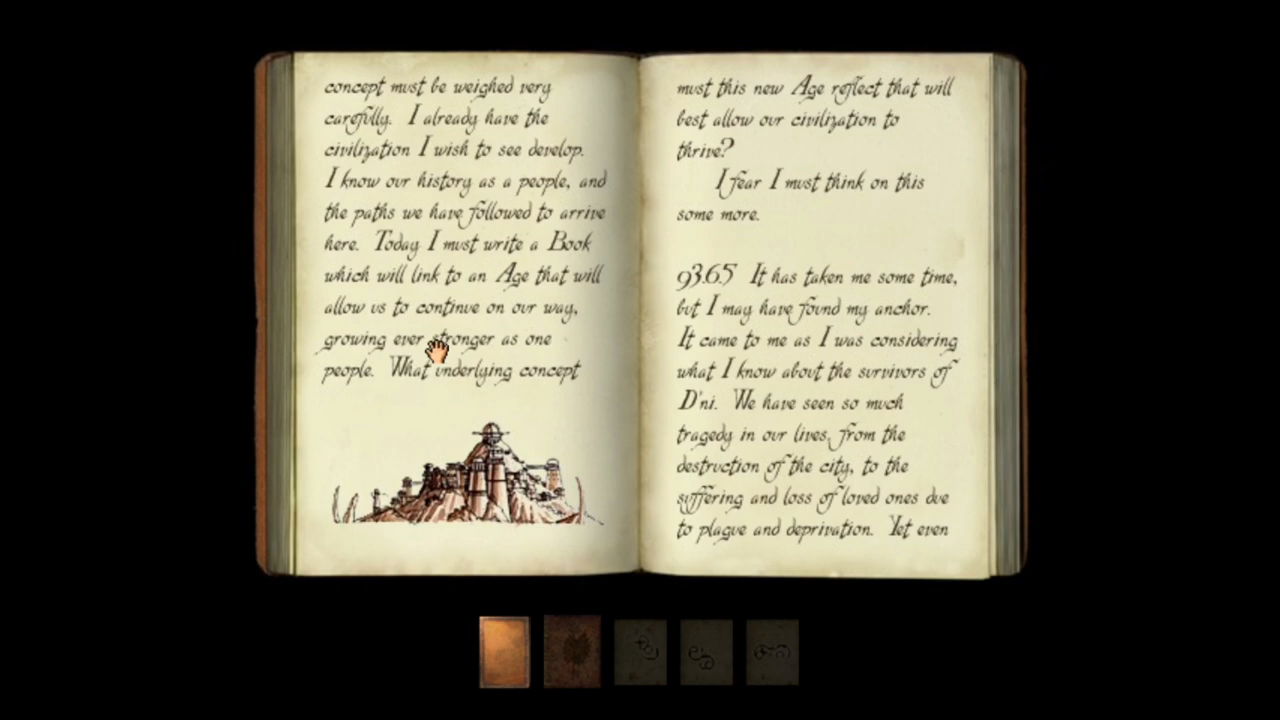 concept must be weighed very
carefully. I already have the
civilization I wish to see develop.
I know our history as a people, and
the paths we have followed to arrive
here. Today I must write a Book
which will link to an Age that will
allow us to continue on our way,
growing ever stronger as one
people. What underlying concept
must this new Age reflect that will
best allow our civilization to
thrive?
I fear I must think on this
some more.
93.6.5 It has taken me some time,
but I may have found my anchor.
It came to me as I was considering
what I know about the survivors of
D'ni. We have seen so much
tragedy in our lives, from the
destruction of the city, to the
suffering and loss of loved ones due
to plague and deprivation. Yet even